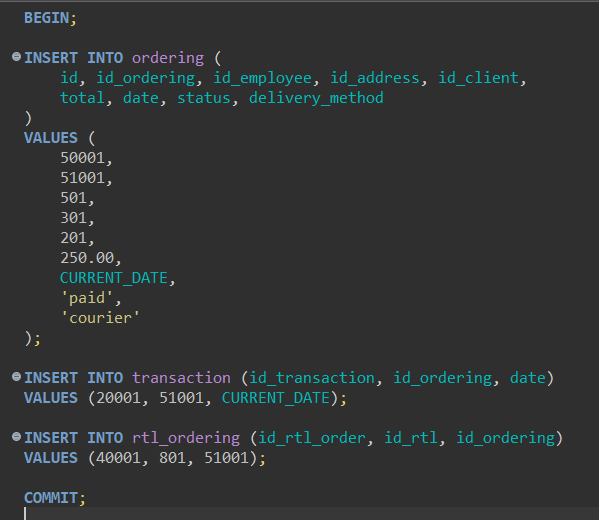 BEGIN;
INSERT INTO ordering (
id, id_ordering, id_employee, id_address, id_client,
total, date, status, delivery_method
)
VALUES (
50001,
51001,
501,
301,
201,
250.00,
CURRENT_DATE,
'paid',
'courier'
);
INSERT INTO transaction (id_transaction, id_ordering, date)
VALUES (20001, 51001, CURRENT_DATE);
INSERT INTO rtl_ordering (id_rtl_order, id_rtl, id_ordering)
VALUES (40001, 801, 51001);
COMMIT;